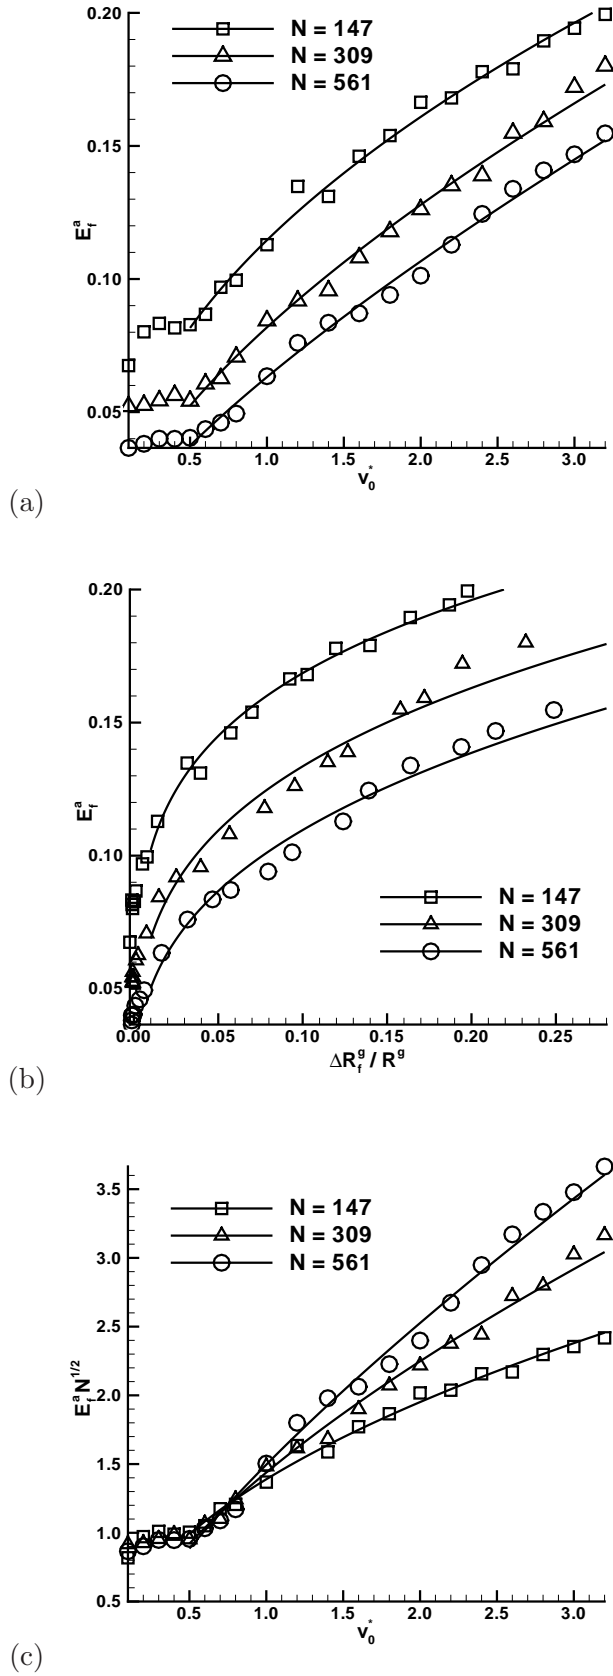 0.20
N = 147
N = 309
N = 561
0.15
E_f^a
0.10
0.05
0.5 1.0 1.5 2.0 2.5 3.0
v_0^*
(a)
0.20
0.15
E_f^a
0.10
N = 147
N = 309
N = 561
0.05
0.00 0.05 0.10 0.15 0.20 0.25
ΔR_f^g / R^g
(b)
3.5
N = 147
N = 309
3.0
N = 561
2.5
E_f^a N^{1/2}
2.0
1.5
1.0
0.5
0.5 1.0 1.5 2.0 2.5 3.0
v_0^*
(c)